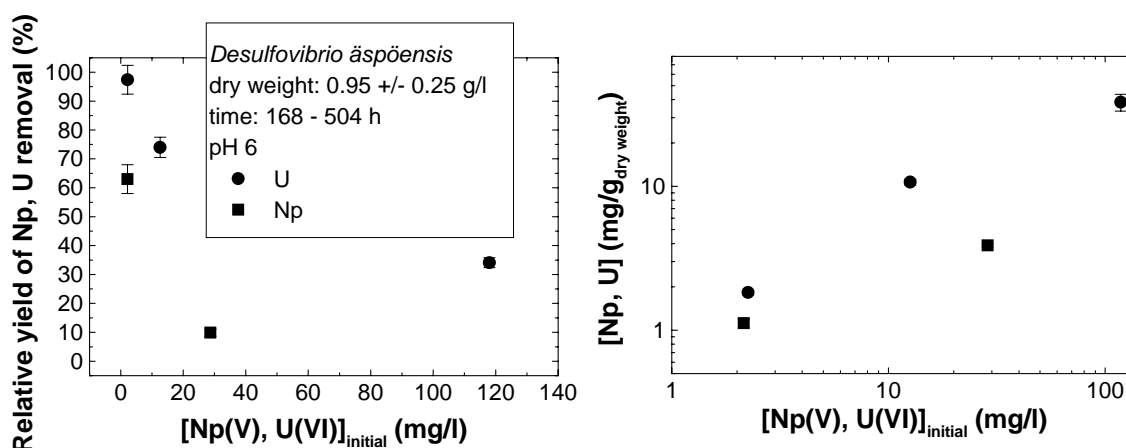 Relative yield of Np, U removal (%)
100
90
80
70
60
50
40
30
20
10
0
Desulfovibrio äspöensis
dry weight: 0.95 +/- 0.25 g/l
time: 168 - 504 h
pH 6
U
Np
0 20 40 60 80 100 120 140
[Np(V), U(VI)]initial (mg/l)
[Np, U] (mg/gdry weight)
10
1
1 10 100
[Np(V), U(VI)]initial (mg/l)